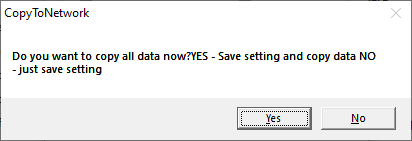 CopyToNetwork
Do you want to copy all data now?YES - Save setting and copy data NO
- just save setting
Yes
No